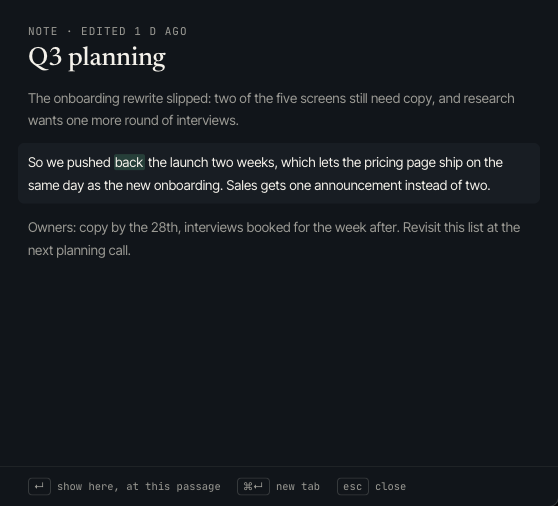 NOTE · EDITED 1 D AGO
Q3 planning
The onboarding rewrite slipped: two of the five screens still need copy, and research
wants one more round of interviews.
So we pushed back the launch two weeks, which lets the pricing page ship on the
same day as the new onboarding. Sales gets one announcement instead of two.
Owners: copy by the 28th, interviews booked for the week after. Revisit this list at the
next planning call.
↵ show here, at this passage ⌘↵ new tab esc close